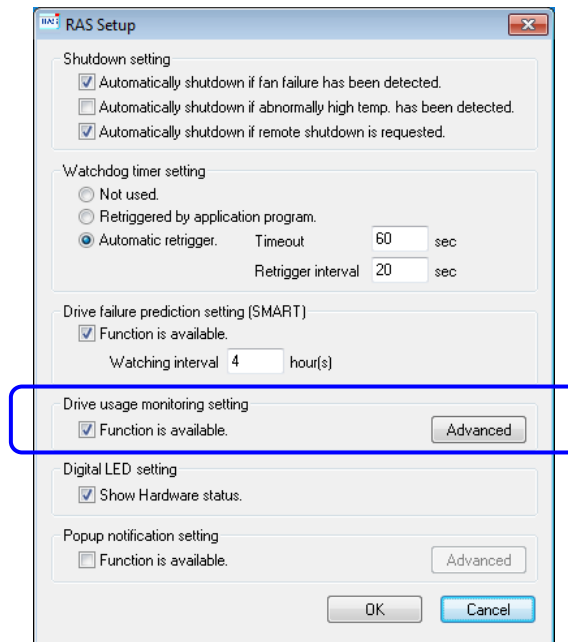 RAS Setup
Shutdown setting
Automatically shutdown if fan failure has been detected.
Automatically shutdown if abnormally high temp. has been detected.
Automatically shutdown if remote shutdown is requested.
Watchdog timer setting
Not used.
Retriggered by application program.
Automatic retrigger. Timeout 60 sec
Retrigger interval 20 sec
Drive failure prediction setting (SMART)
Function is available.
Watching interval 4 hour(s)
Drive usage monitoring setting
Function is available. Advanced
Digital LED setting
Show Hardware status.
Popup notification setting
Function is available. Advanced
OK Cancel